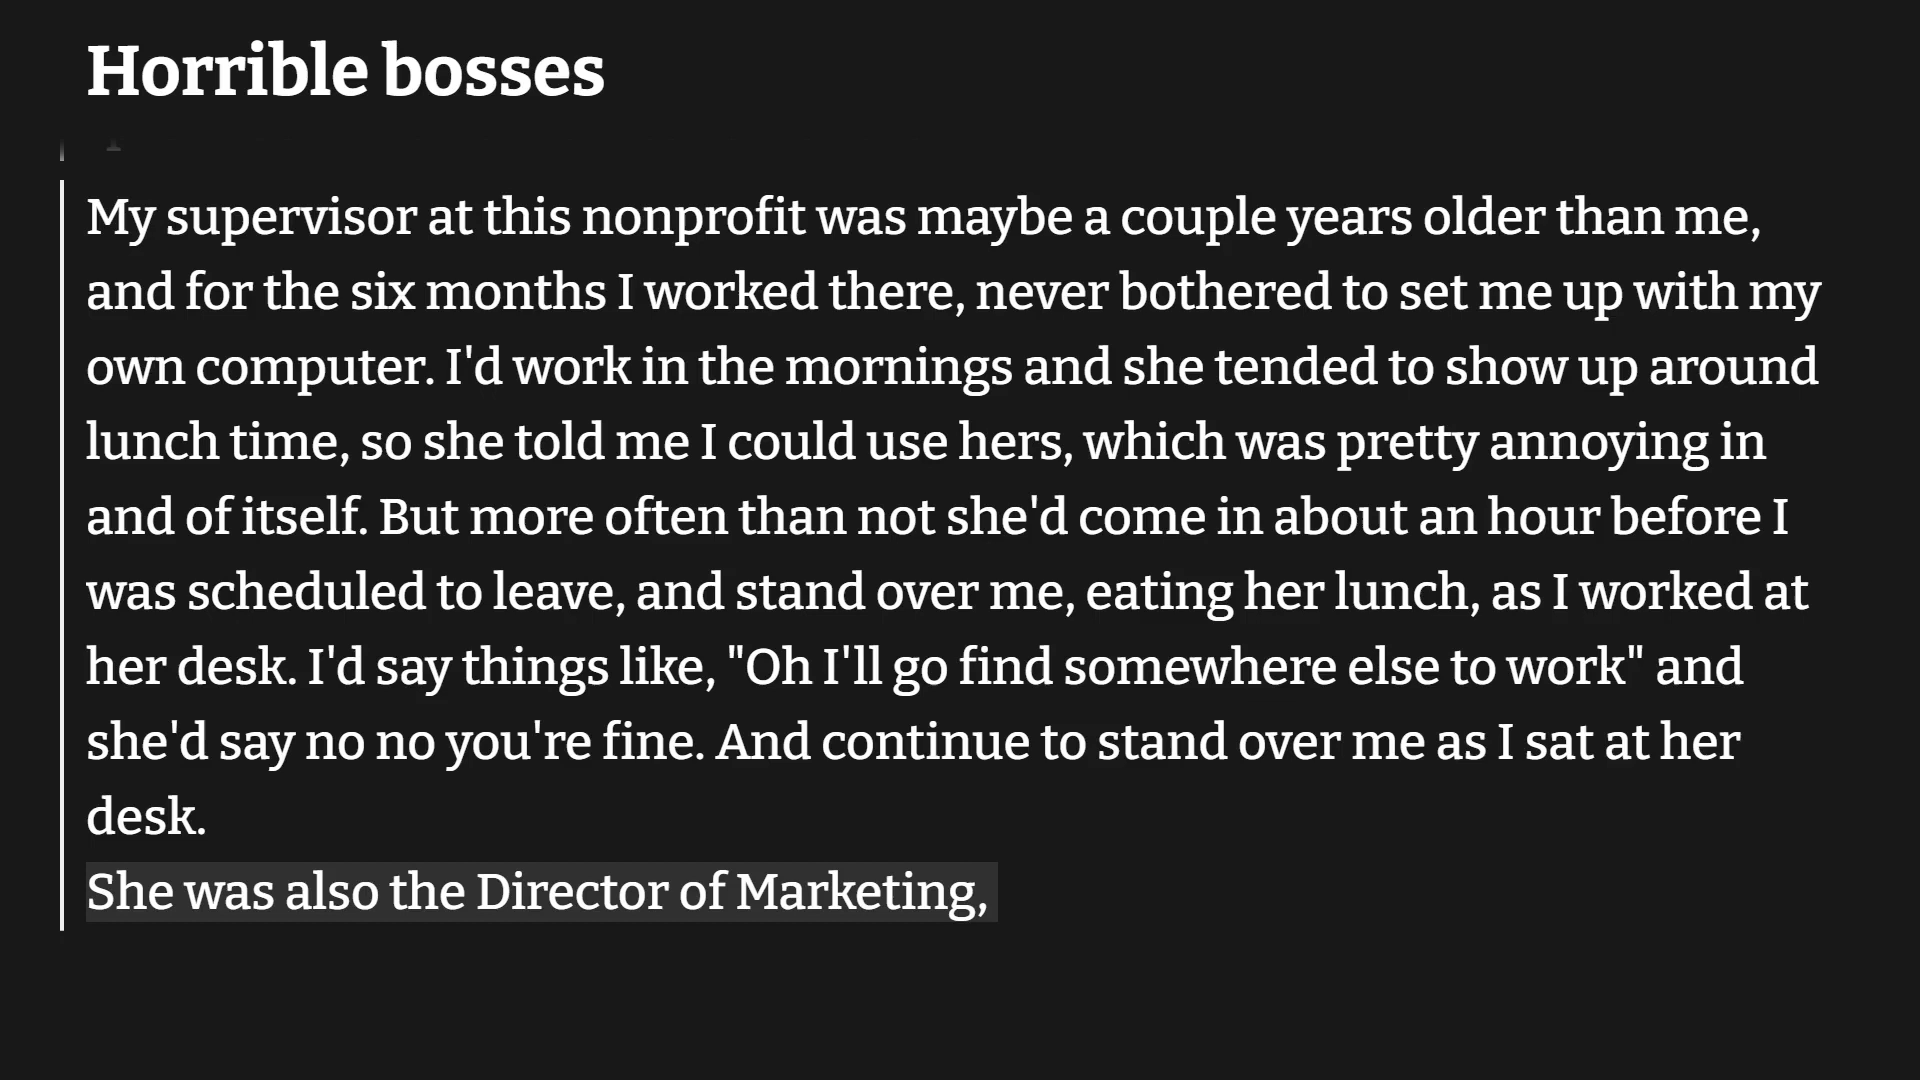 Horrible bosses
My supervisor at this nonprofit was maybe a couple years older than me,
and for the six months I worked there, never bothered to set me up with my
own computer. I'd work in the mornings and she tended to show up around
lunch time, so she told me I could use hers, which was pretty annoying in
and of itself. But more often than not she'd come in about an hour before I
was scheduled to leave, and stand over me, eating her lunch, as I worked at
her desk. I'd say things like, "Oh I'll go find somewhere else to work" and
she'd say no no you're fine. And continue to stand over me as I sat at her
desk.
She was also the Director of Marketing,